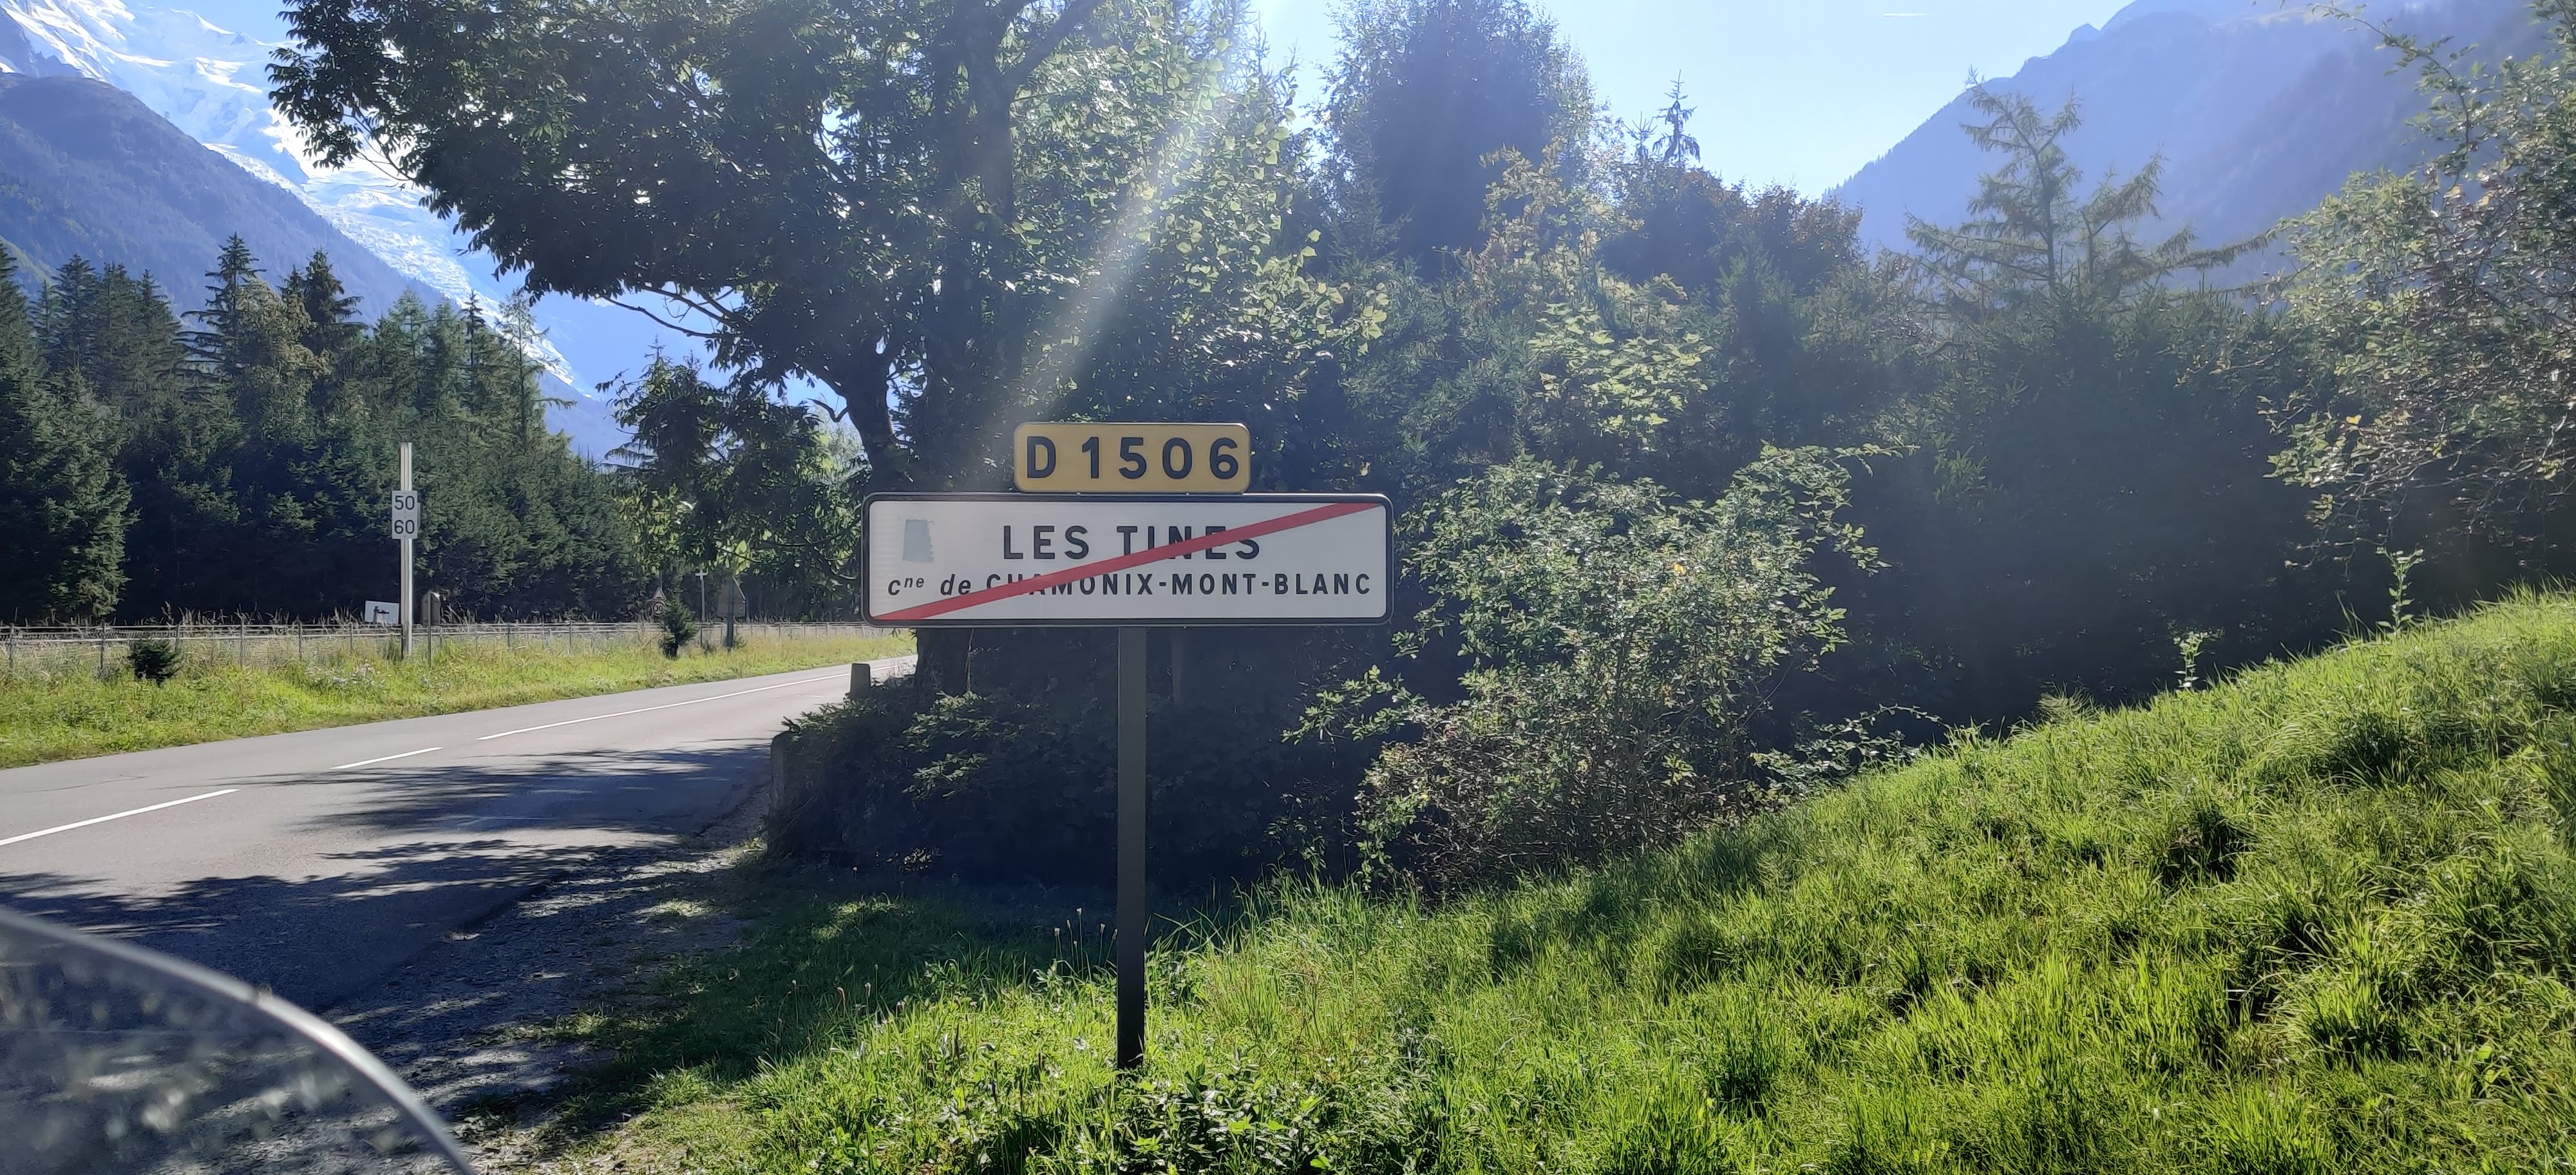 D 1506
LES TINES
cne de CHAMONIX-MONT-BLANC
50
60